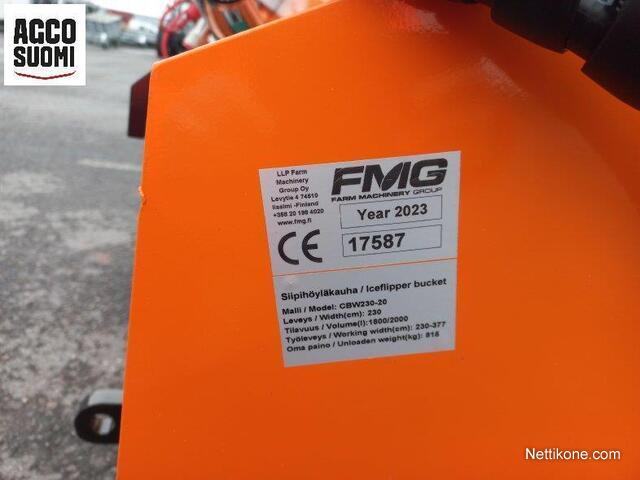 AGCO
SUOMI
LLP Farm
Machinery
Group Oy
Levytie 4 74510
Iisalmi -Finland
+358 20 198 4020
www.fmg.fi
FMG
FARM MACHINERY GROUP
Year 2023
CE
17587
Siipihöyläkauha / Iceflipper bucket
Malli / Model: CBW230-20
Leveys / Width(cm): 230
Tilavuus / Volume(l):1800/2000
Työleveys / Working width(cm): 230-377
Oma paino / Unloaden weight(kg): 815
Nettikone.com